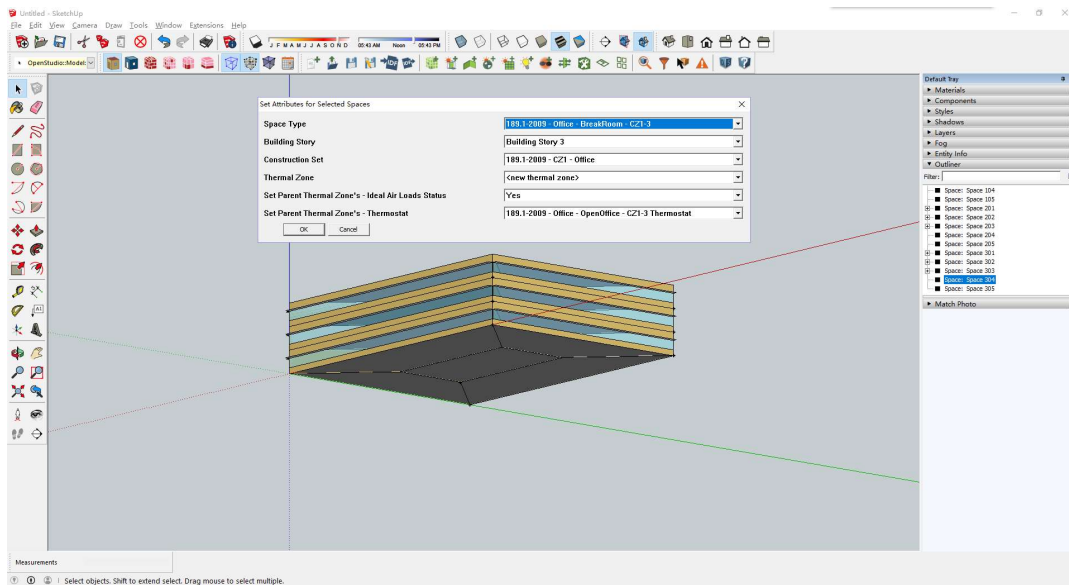 Untitled - SketchUp
File Edit View Camera Draw Tools Window Extensions Help
J F M A M J J A S O N D 05:43 AM Noon 05:43 PM
OpenStudio::Model:
Default Tray
Materials
Components
Styles
Shadows
Layers
Fog
Entity Info
Outliner
Filter:
Space: Space 104
Space: Space 105
Space: Space 201
Space: Space 202
Space: Space 203
Space: Space 204
Space: Space 205
Space: Space 301
Space: Space 302
Space: Space 303
Space: Space 304
Space: Space 305
Match Photo
Set Attributes for Selected Spaces
Space Type 189.1-2009 - Office - BreakRoom - CZ1-3
Building Story Building Story 3
Construction Set 189.1-2009 - CZ1 - Office
Thermal Zone <new thermal zone>
Set Parent Thermal Zone's - Ideal Air Loads Status Yes
Set Parent Thermal Zone's - Thermostat 189.1-2009 - Office - OpenOffice - CZ1-3 Thermostat
OK Cancel
Measurements
Select objects. Shift to extend select. Drag mouse to select multiple.